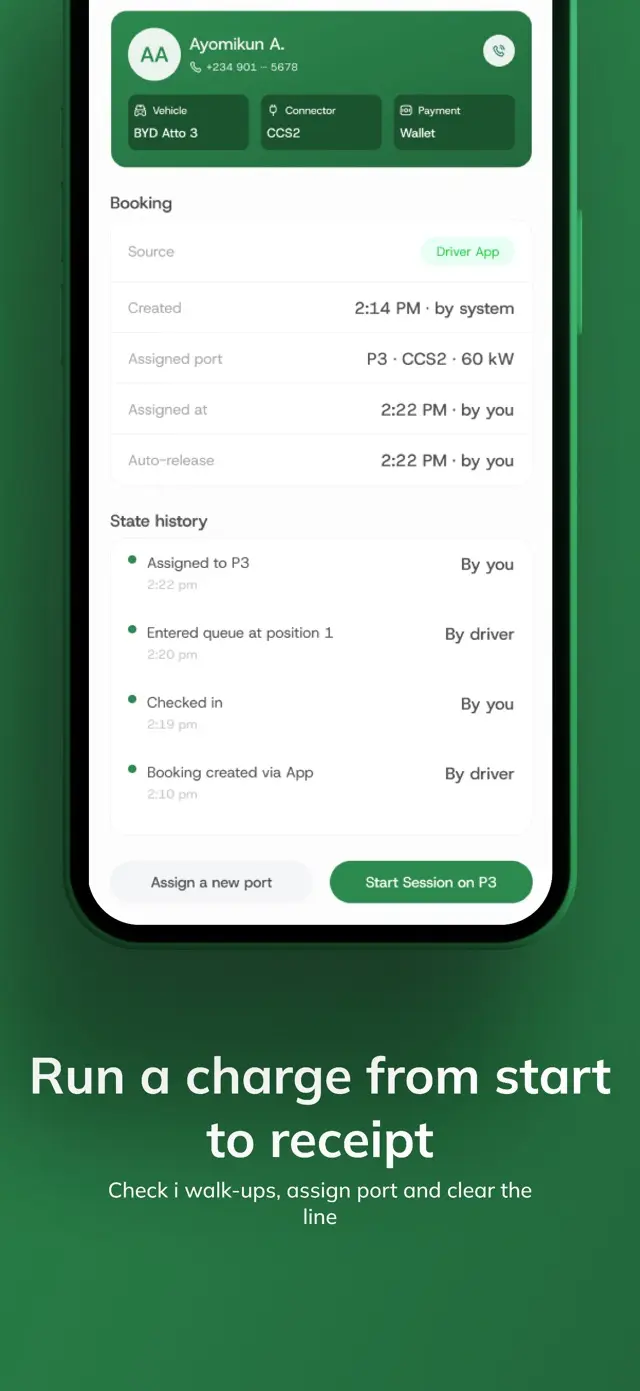 AA
Ayomikun A.
+234 901 – 5678
Vehicle
BYD Atto 3
Connector
CCS2
Payment
Wallet
Booking
Source
Driver App
Created
2:14 PM · by system
Assigned port
P3 · CCS2 · 60 kW
Assigned at
2:22 PM · by you
Auto-release
2:22 PM · by you
State history
Assigned to P3
By you
2:22 pm
Entered queue at position 1
By driver
2:20 pm
Checked in
By you
2:19 pm
Booking created via App
By driver
2:10 pm
Assign a new port
Start Session on P3
Run a charge from start
to receipt
Check i walk-ups, assign port and clear the
line